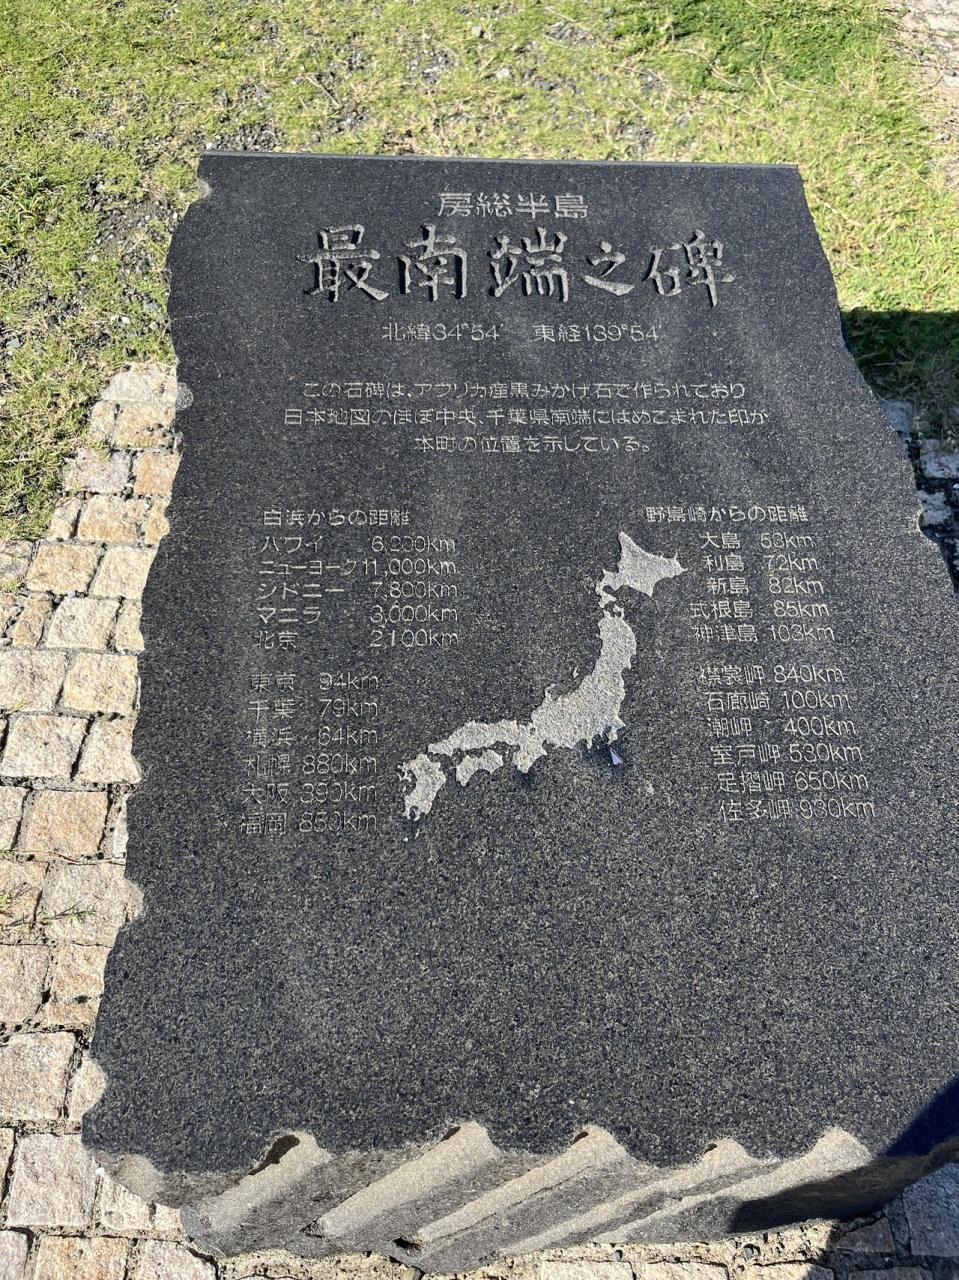 房総半島
最南端之碑
北緯34°54′ 東経139°54′
この石碑は、アフリカ産黒みかげ石で作られており
日本地図のほぼ中央、千葉県南端にはめこまれた印が
本町の位置を示している。
白浜からの距離
ハワイ 6,200km
ニューヨーク 11,000km
シドニー 7,800km
マニラ 3,000km
北京 2,100km
東京 94km
千葉 79km
横浜 64km
札幌 880km
大阪 390km
福岡 850km
野島崎からの距離
大島 53km
利島 72km
新島 82km
式根島 85km
神津島 103km
襟裳岬 840km
石廊崎 100km
潮岬 400km
室戸岬 530km
足摺岬 650km
佐多岬 930km